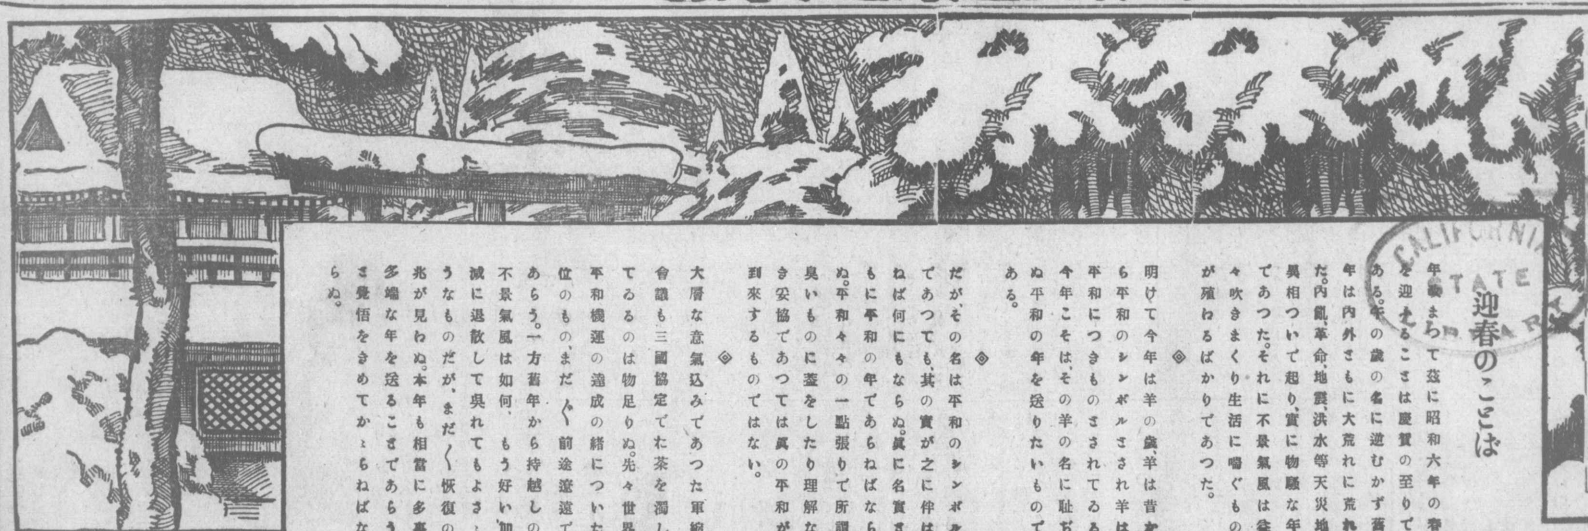 迎春のことば
年襲まつて茲に昭和六年の春
を迎ふることは慶賀の至りで
ある。午の歳の名に逆むかず舊
年は内外ともに大荒れに荒れ
た。内亂、革命、地震、洪水等天災地
異相ついで起り、實に物騷な年
であつた。それに不景氣風は益
々吹きまくり生活に喘ぐもの
が殖わるばかりであつた。
◈
明けて今年は羊の歳、羊は昔か
ら平和のシンボルとされ羊は
平和につきものとされてゐる
今年こそは、その羊の名に恥ぢ
ぬ平和の年を送りたいもので
ある。
◈
だが、その名は平和のシンボル
であつても、其の實が之に伴は
ねば何にもならぬ。眞に名實と
もに平和の年であらねばなら
ぬ。平和々々の一點張りで所謂
臭いものに蓋をしたり理解な
き妥協であつては眞の平和が
到來するものではない。
◈
大層な意氣込みであつた軍縮
會議も三國協定でお茶を濁し
てゐるのは物足りぬ。先々世界
平和機運の達成の緒についた
位のもの、まだ〱前途遼遠で
あらう。一方舊年から持越しの
不景氣風は如何、もう好い加
減に退散して呉れてもよさゝ
うなものだが、まだ〱恢復の
兆が見わぬ。本年も相當に多事
多端な年を送ることであらう
と覺悟をきめてかゝらねばな
らぬ。
CALIFORNIA
STATE
LIBRARY